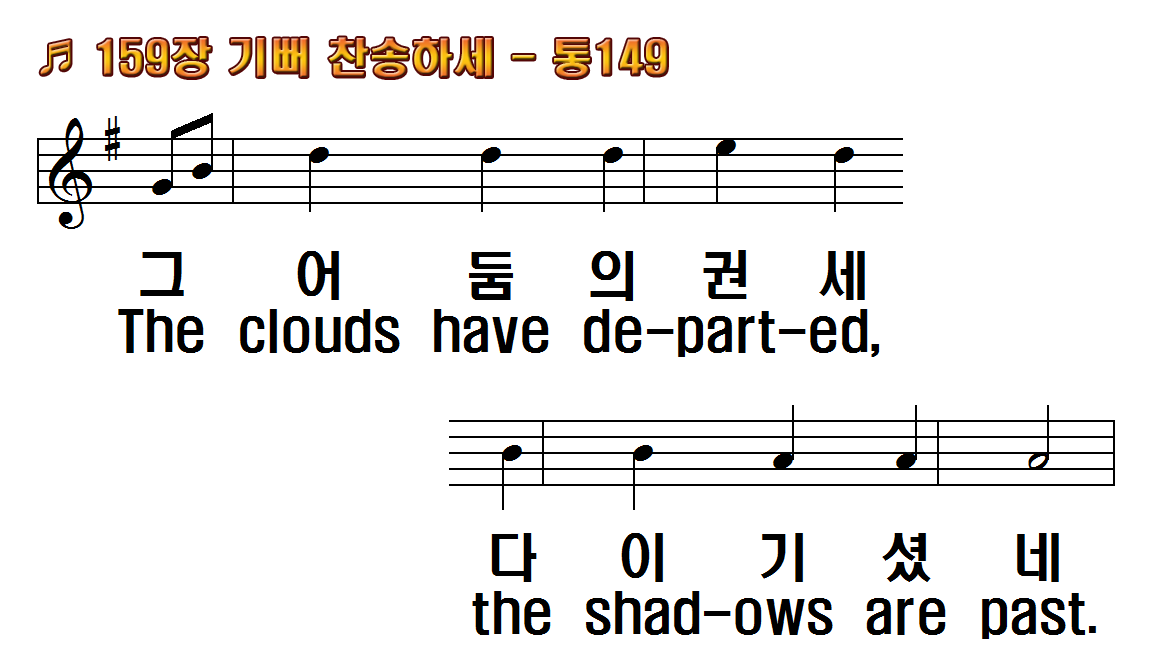 ♬ 159장 기뻐 찬송하세 - 통149
그 어 둠 의 권 세
The clouds have de-part-ed,
다 이 기 셨 네
the shad-ows are past.